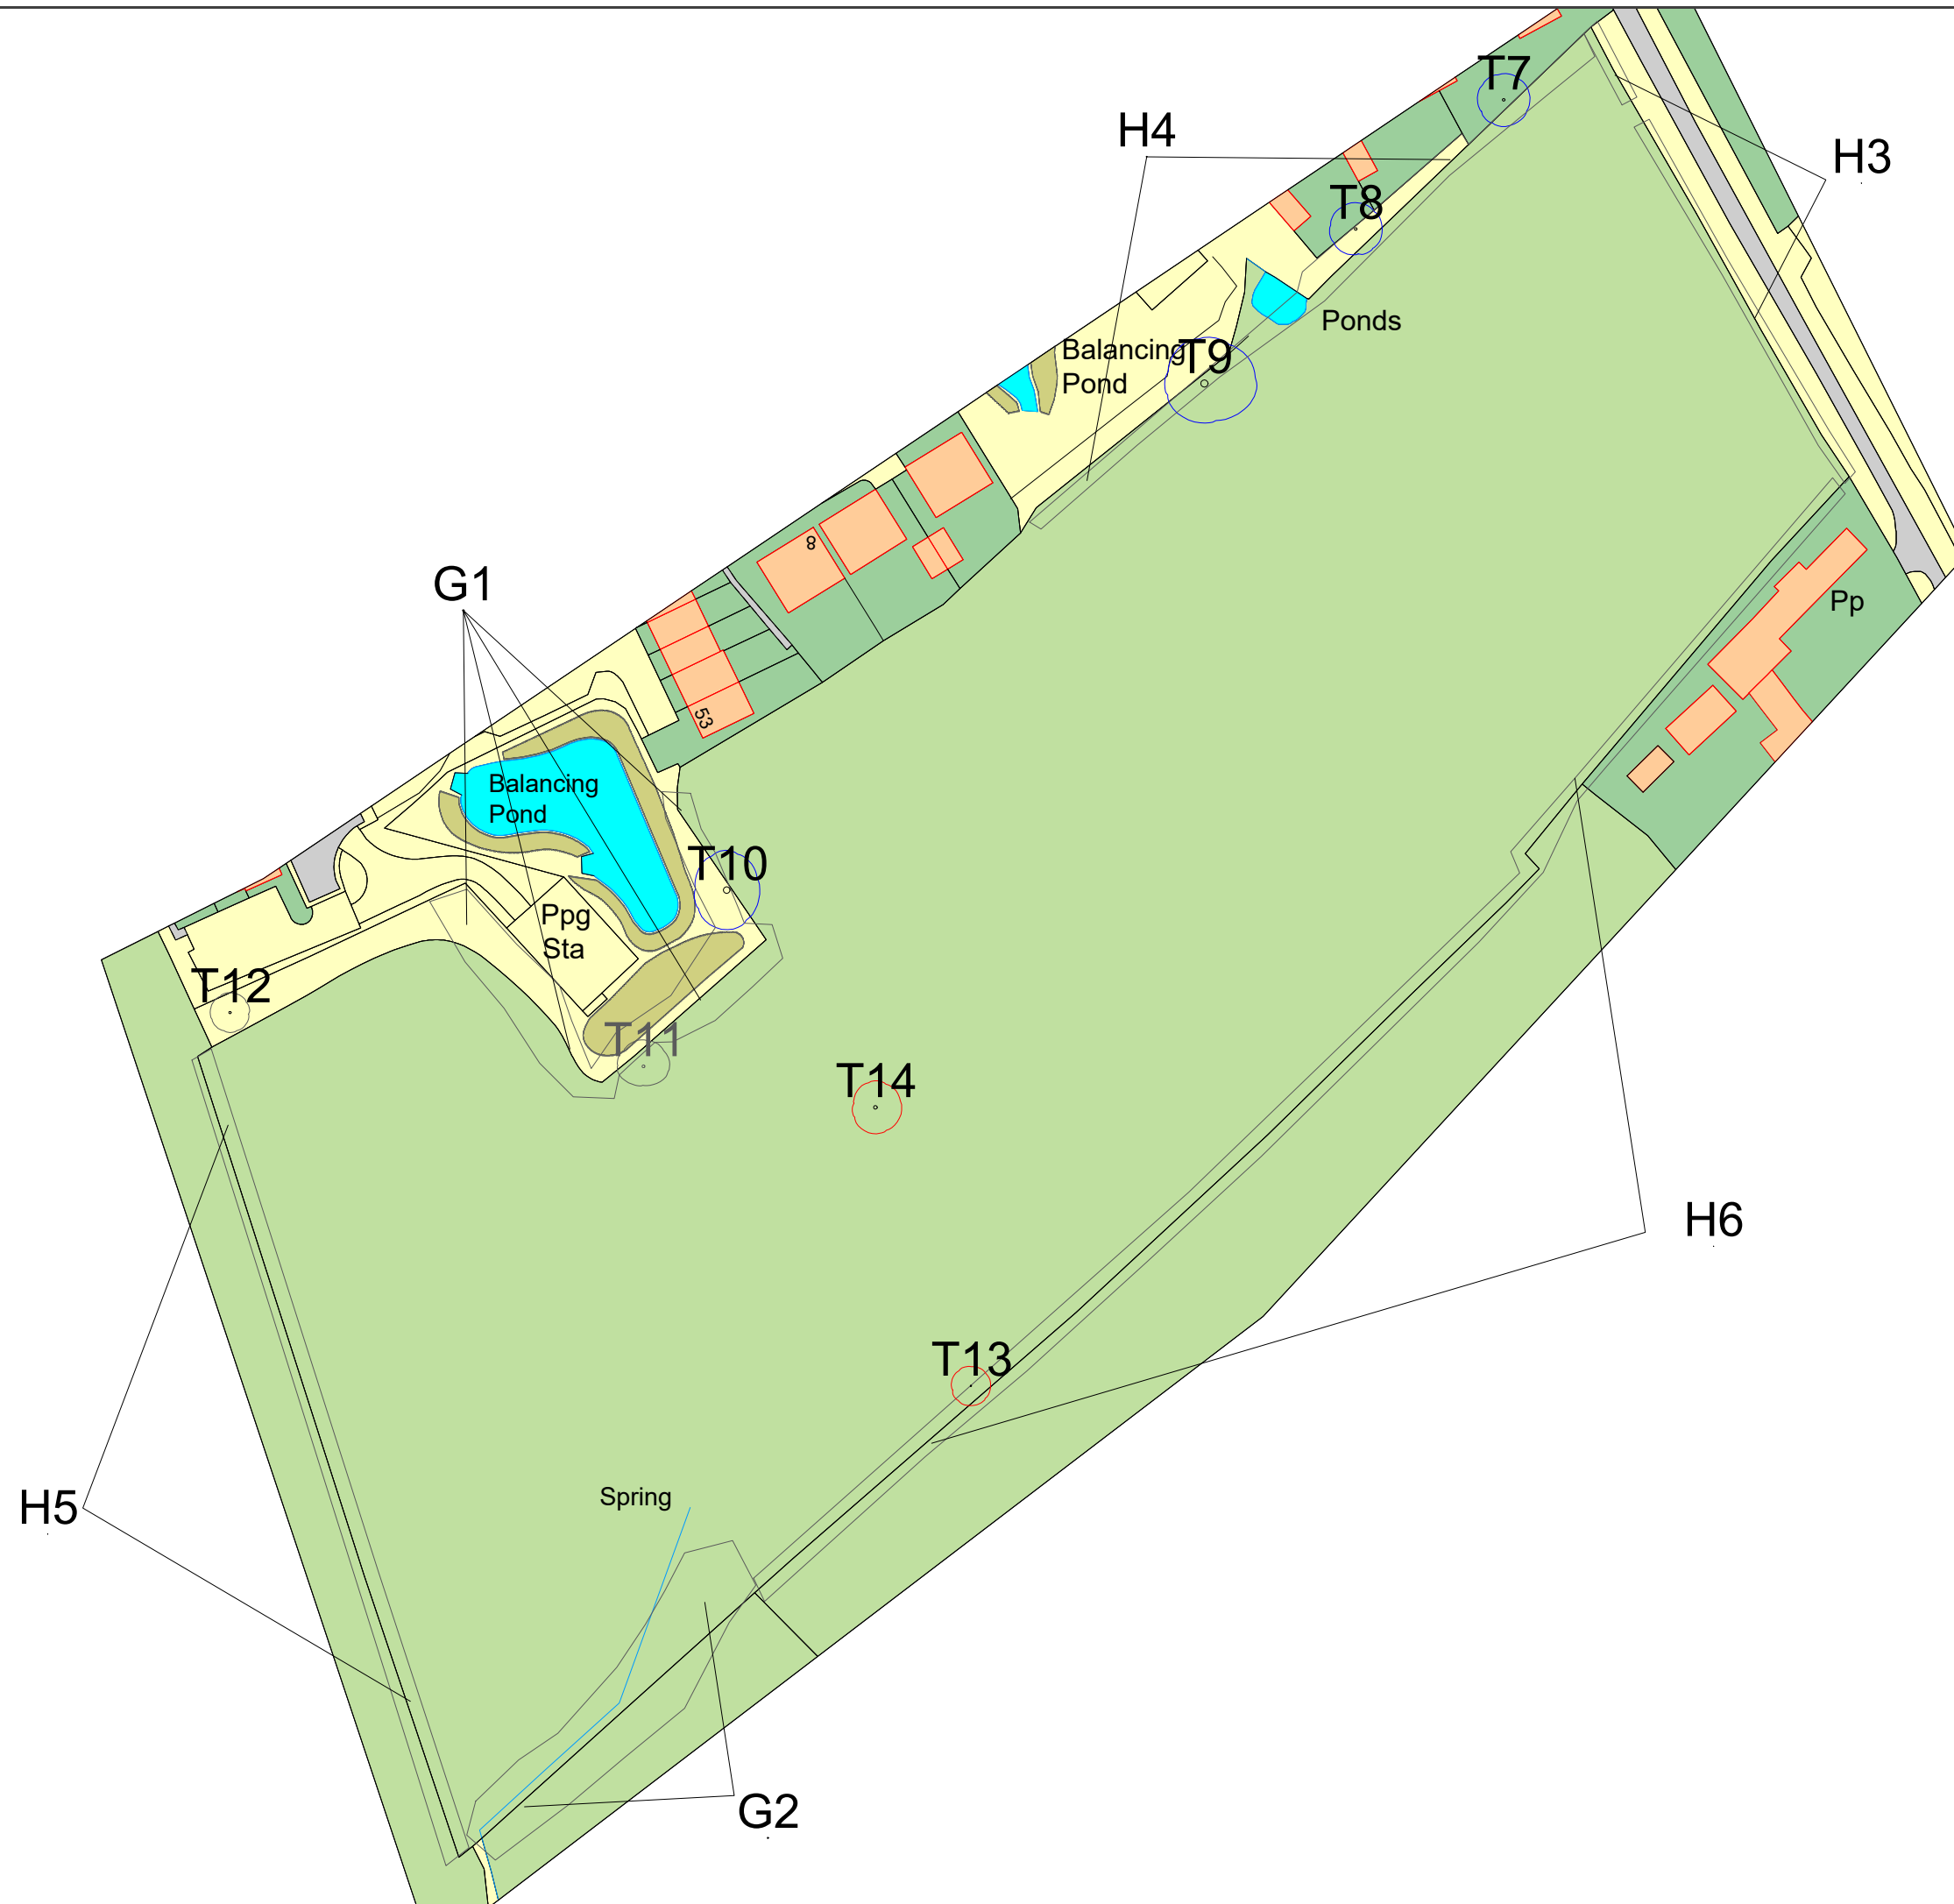 T7
H4
H3
T8
Ponds
Balancing
Pond
T9
8
G1
Pp
53
Balancing
Pond
T10
Ppg
Sta
T12
T11
T14
H6
T13
Spring
H5
G2